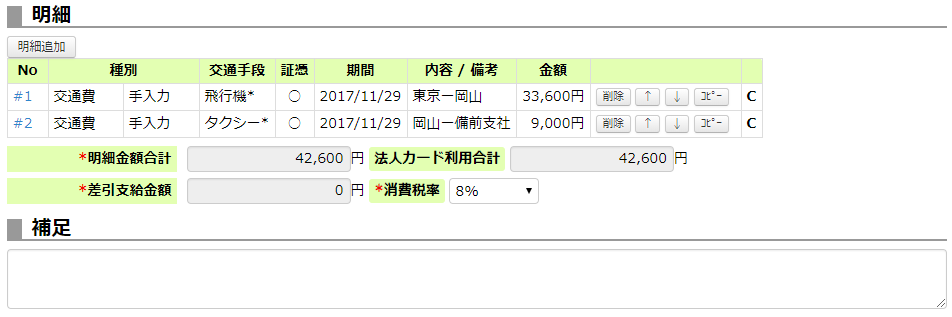 明細
明細追加
No 種別 交通手段 証憑 期間 内容 / 備考 金額
#1 交通費 手入力 飛行機* ○ 2017/11/29 東京ー岡山 33,600円 削除 ↑ ↓ ｺﾋﾟｰ C
#2 交通費 手入力 タクシー* ○ 2017/11/29 岡山ー備前支社 9,000円 削除 ↑ ↓ ｺﾋﾟｰ C
*明細金額合計 42,600 円 法人カード利用合計 42,600 円
*差引支給金額 0 円 *消費税率 8%
補足